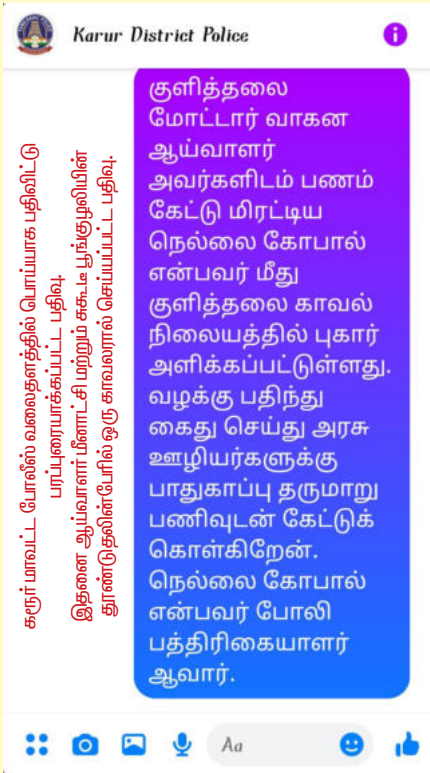 Karur District Police
குளித்தலை
மோட்டார் வாகன
ஆய்வாளர்
அவர்களிடம் பணம்
கேட்டு மிரட்டிய
நெல்லை கோபால்
என்பவர் மீது
குளித்தலை காவல்
நிலையத்தில் புகார்
அளிக்கப்பட்டுள்ளது.
வழக்கு பதிந்து
கைது செய்து அரசு
ஊழியர்களுக்கு
பாதுகாப்பு தருமாறு
பணிவுடன் கேட்டுக்
கொள்கிறேன்.
நெல்லை கோபால்
என்பவர் போலி
பத்திரிகையாளர்
ஆவார்.
கரூர் மாவட்ட போலீஸ் வலைதளத்தில் பொய்யாக பதிவிட்டு
பரப்புரையாக்கப்பட்ட பதிவு.
இதனை ஆய்வாளர் மீனாட்சி மற்றும் சுகூடீ பூங்குழலியின்
தூண்டுதலின்பேரில் ஒரு காவலரால் செய்யப்பட்ட பதிவு.
Aa